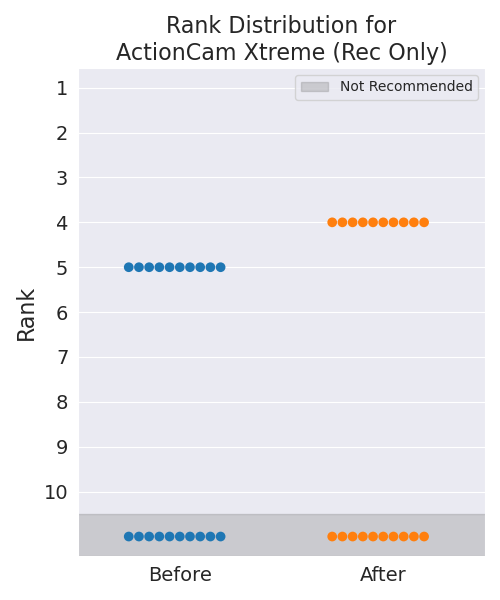 Rank Distribution for
ActionCam Xtreme (Rec Only)
Not Recommended
1
2
3
4
5
6
7
8
9
10
Rank
Before After